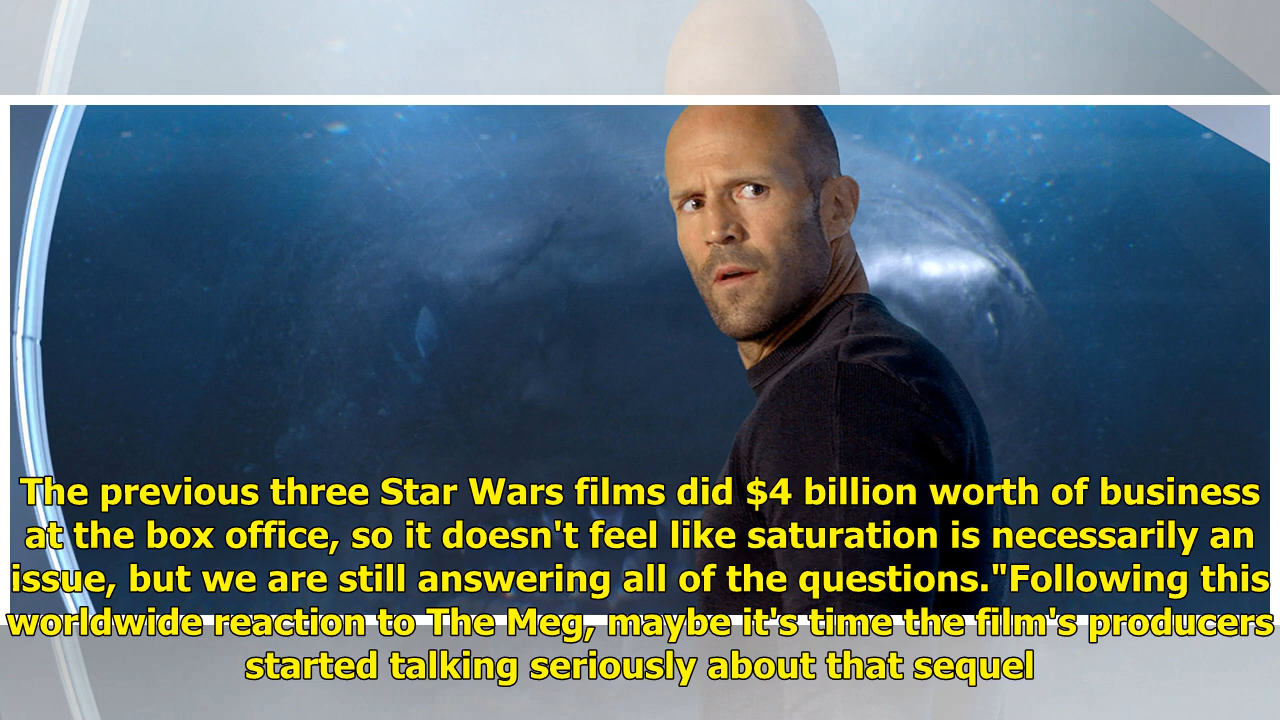 The previous three Star Wars films did $4 billion worth of business
at the box office, so it doesn't feel like saturation is necessarily an
issue, but we are still answering all of the questions."Following this
worldwide reaction to The Meg, maybe it's time the film's producers
started talking seriously about that sequel